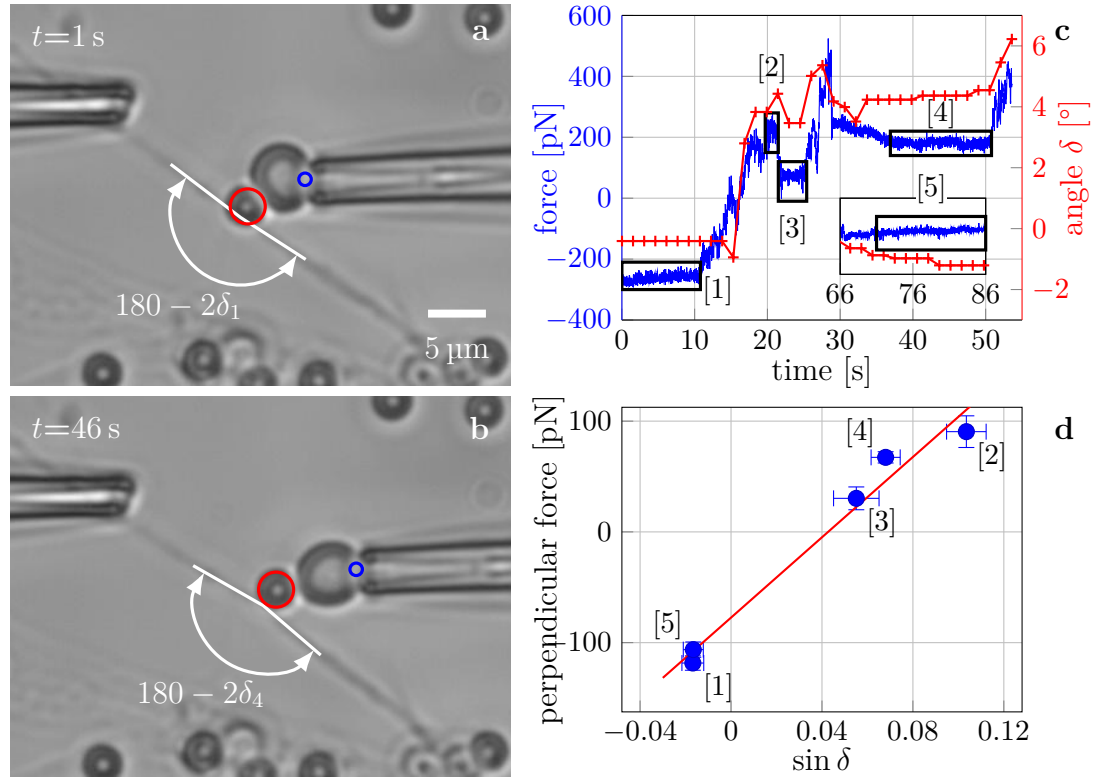 t=1 s
a
180 − 2δ₁
5 µm
t=46 s
b
180 − 2δ₄
c
600
400
200
0
−200
−400
force [pN]
6
4
2
0
−2
angle δ [°]
[2]
[4]
[5]
[3]
[1]
66 76 86
0 10 20 30 40 50
time [s]
d
100
0
−100
perpendicular force [pN]
[4]
[2]
[3]
[5]
[1]
−0.04 0 0.04 0.08 0.12
sin δ